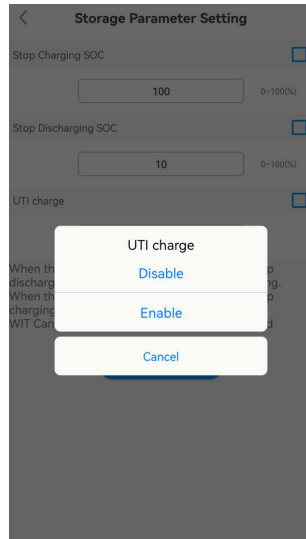 Storage Parameter Setting
Stop Charging SOC
100
0~100(%)
Stop Discharging SOC
10
0~100(%)
UTI charge
UTI charge
Disable
Enable
Cancel
When th
discharg
When th
charging
WIT Can